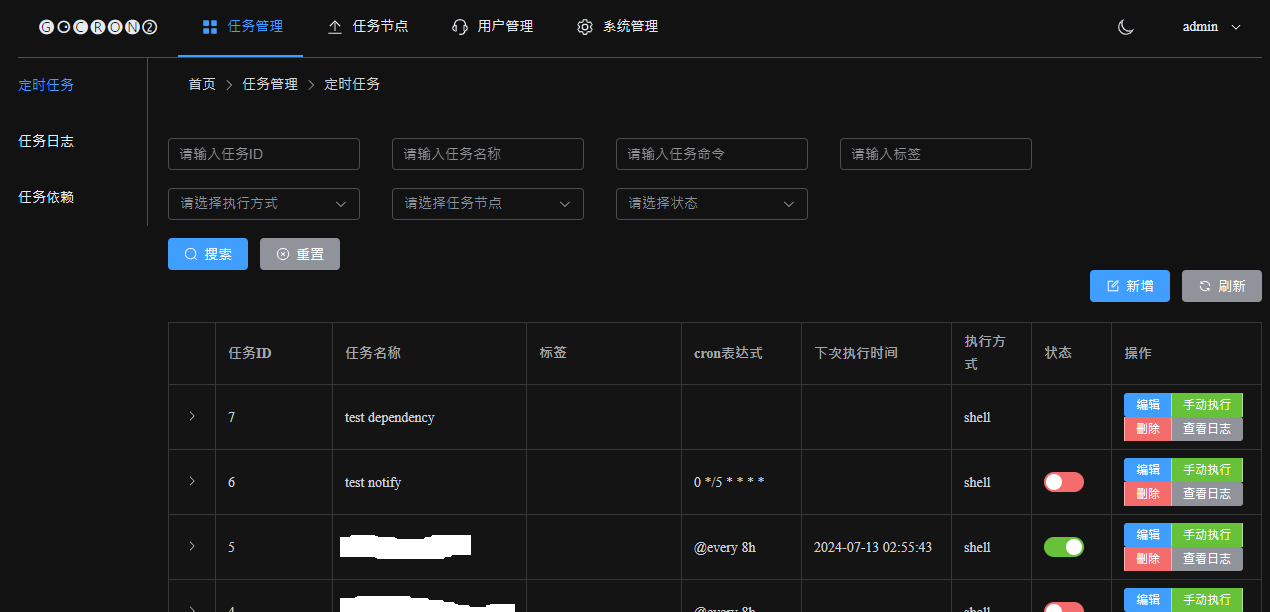 GOCRON2 任务管理 任务节点 用户管理 系统管理 admin
定时任务
任务日志
任务依赖
首页 > 任务管理 > 定时任务
请输入任务ID 请输入任务名称 请输入任务命令 请输入标签
请选择执行方式 请选择任务节点 请选择状态
搜索 重置
新增 刷新
任务ID 任务名称 标签 cron表达式 下次执行时间 执行方式 状态 操作
7 test dependency shell 编辑 手动执行
删除 查看日志
6 test notify 0 */5 * * * * shell 编辑 手动执行
删除 查看日志
5 @every 8h 2024-07-13 02:55:43 shell 编辑 手动执行
删除 查看日志
4 @every 8h shell 编辑 手动执行